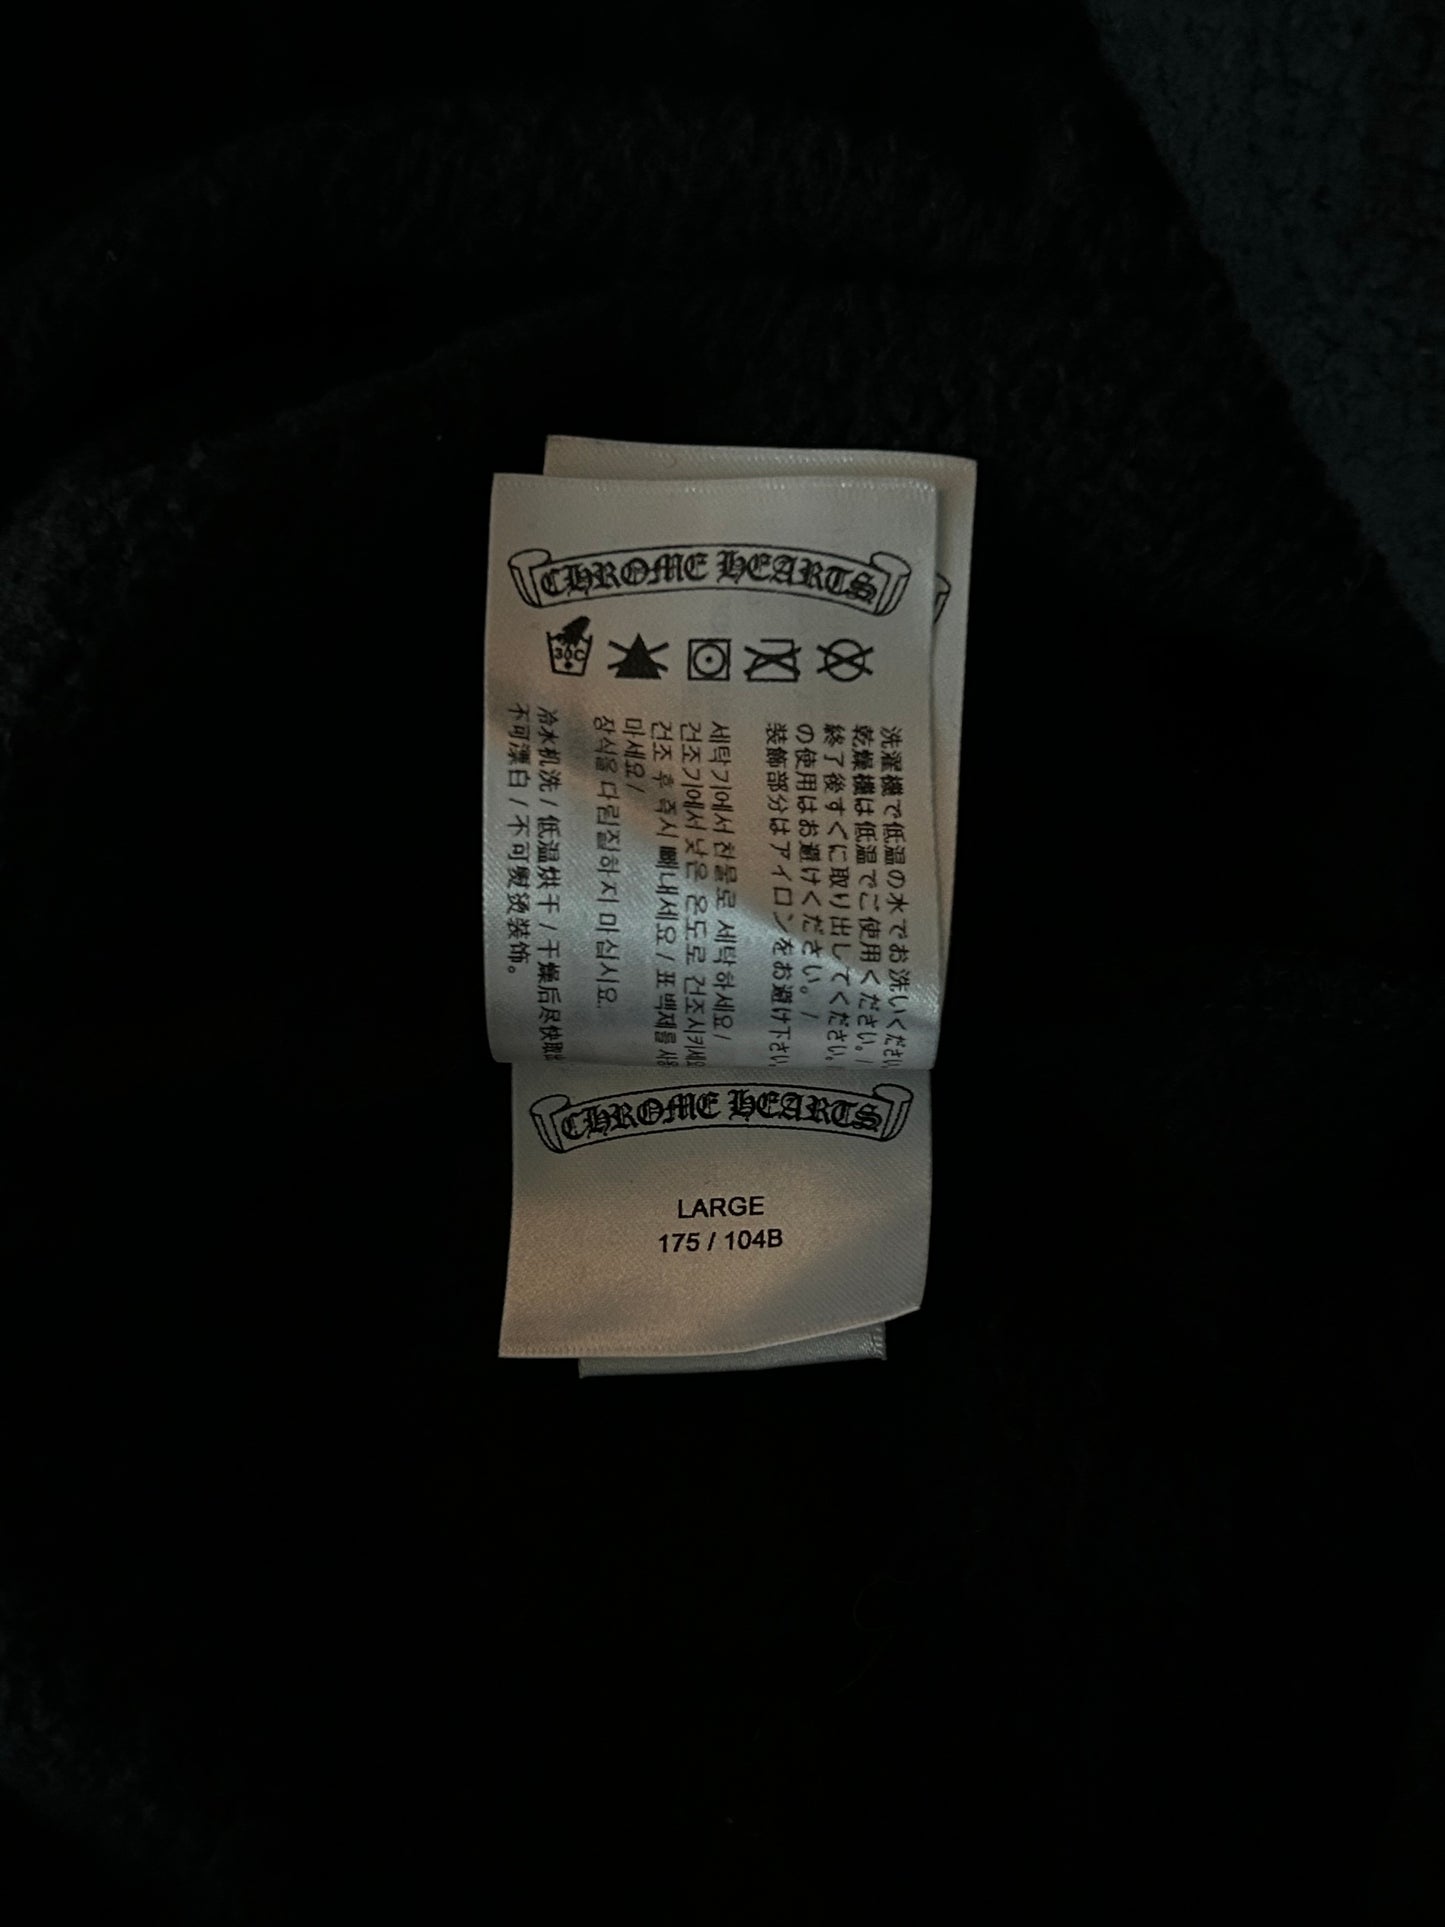 CHROME HEARTS
30C
洗濯機で低温の水でお洗いください
乾燥機は低温でご使用ください。/
終了後すぐに取り出してください。/
の使用はお避けください。/
装飾部分はアイロンをお避け下さい。
세탁기에서 찬물로 세탁하세요/
건조기에서 낮은 온도로 건조시키세요
건조 후 즉시 빼내세요/ 표백제를 사용
마세요/
장식을 다림질하지 마십시요.
冷水机洗/低温烘干/干燥后尽快取出
不可漂白/不可熨烫装饰。
CHROME HEARTS
LARGE
175 / 104B